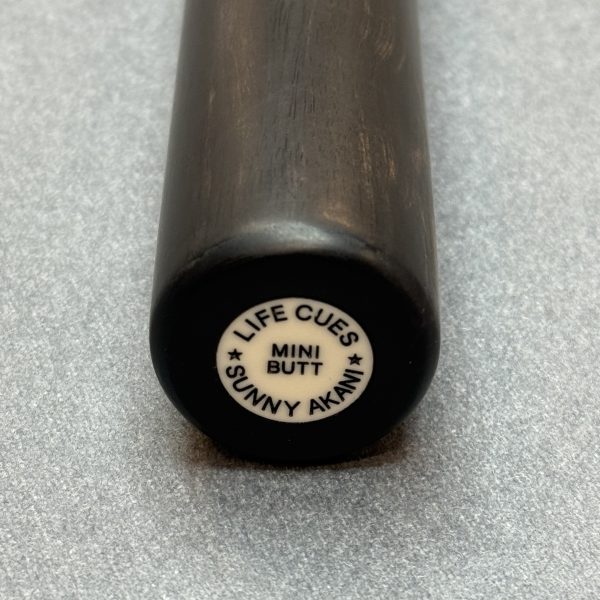 LIFE CUES
★ MINI ★
BUTT
SUNNY AKANI